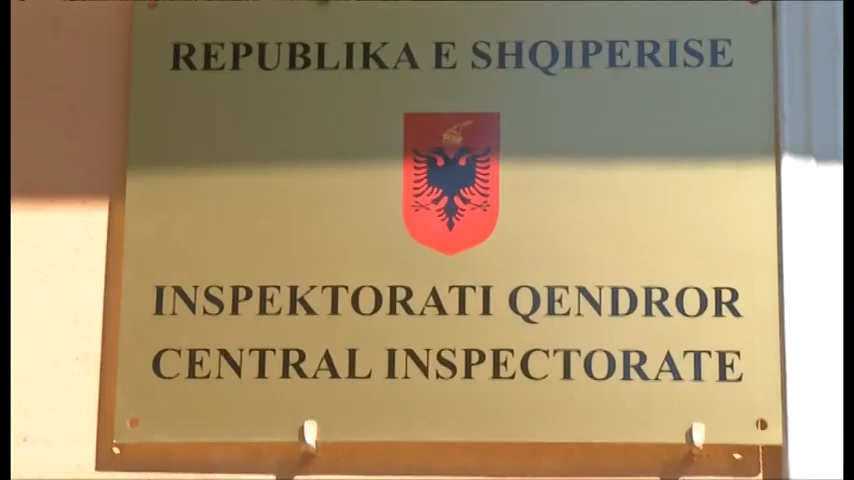 REPUBLIKA E SHQIPERISE
INSPEKTORATI QENDROR
CENTRAL INSPECTORATE